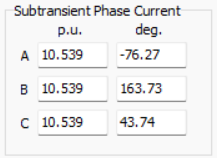 Subtransient Phase Current
p.u. deg.
A 10.539 -76.27
B 10.539 163.73
C 10.539 43.74